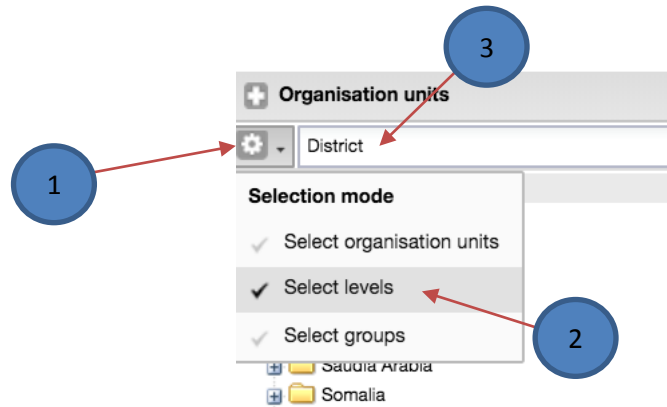 3
Organisation units
District
1
Selection mode
Select organisation units
Select levels
Select groups
2
Saudia Arabia
Somalia